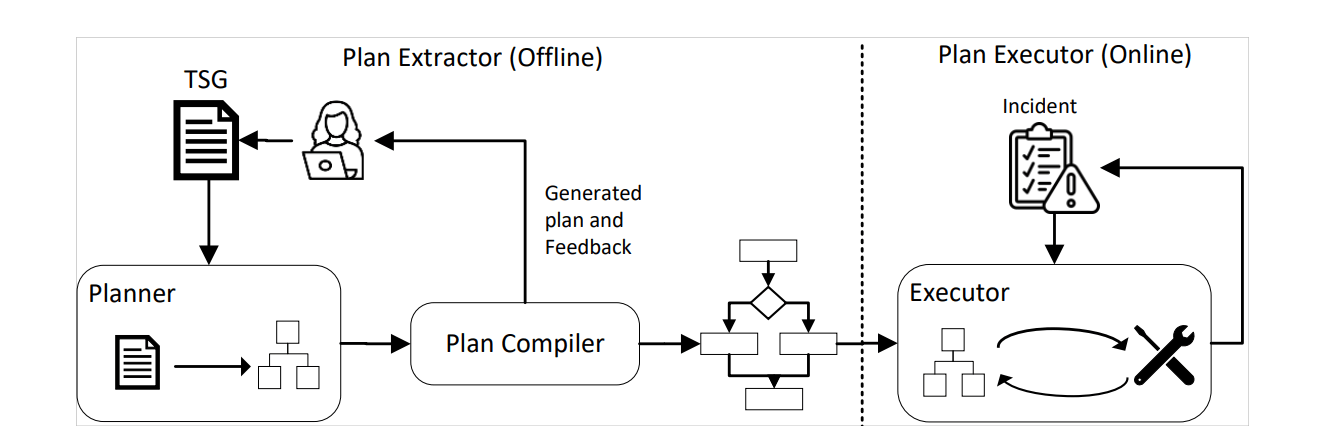 Plan Extractor (Offline)
Plan Executor (Online)
TSG
Incident
Generated
plan and
Feedback
Planner
Plan Compiler
Executor